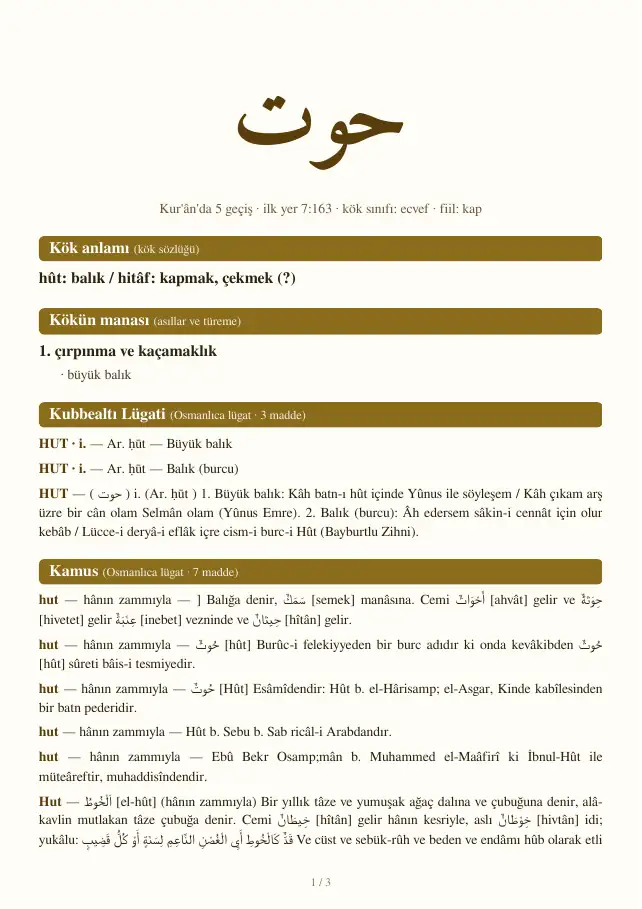 حوت
Kur'ân'da 5 geçiş · ilk yer 7:163 · kök sınıfı: ecvef · fiil: kap
Kök anlamı (kök sözlüğü)
hût: balık / hitâf: kapmak, çekmek (?)
Kökün manası (asıllar ve türeme)
1. çırpınma ve kaçamaklık
· büyük balık
Kubbealtı Lügati (Osmanlıca lügat · 3 madde)
HUT · i. — Ar. ḥūt — Büyük balık
HUT · i. — Ar. ḥūt — Balık (burcu)
HUT — ( حوت ) i. (Ar. ḥūt ) 1. Büyük balık: Kâh batn-ı hût içinde Yûnus ile söyleşem / Kâh çıkam arş
üzre bir cân olam Selmân olam (Yûnus Emre). 2. Balık (burcu): Âh edersem sâkin-i cennât için olur
kebâb / Lücce-i deryâ-i eflâk içre cism-i burc-i Hût (Bayburtlu Zihni).
Kamus (Osmanlıca lügat · 7 madde)
hut — hânın zammıyla — ] Balığa denir, سَمَكٌ [semek] manâsına. Cemi أَحْوَاتٌ [ahvât] gelir ve حِوَتَةٌ
[hivetet] gelir عِنَبَةٌ [inebet] vezninde ve حِيتَانٌ [hîtân] gelir.
hut — hânın zammıyla — حُوتٌ [hût] Burûc-i felekiyyeden bir burc adıdır ki onda kevâkibden حُوتٌ
[hût] sûreti bâis-i tesmiyedir.
hut — hânın zammıyla — حُوتٌ [Hût] Esâmîdendir: Hût b. el-Hârisamp; el-Asgar, Kinde kabîlesinden
bir batn pederidir.
hut — hânın zammıyla — Hût b. Sebu b. Sab ricâl-i Arabdandır.
hut — hânın zammıyla — Ebû Bekr Osamp;mân b. Muhammed el-Maâfirî ki İbnul-Hût ile
müteâreftir, muhaddisîndendir.
Hut — اَلْخُوطُ [el-hût] (hânın zammıyla) Bir yıllık tâze ve yumuşak ağaç dalına ve çubuğuna denir, alâ-
kavlin mutlakan tâze çubuğa denir. Cemi خِيطَانٌ [hîtân] gelir hânın kesriyle, aslı خِوْطَانٌ [hivtân] idi;
yukâlu: قَدٌّ كَالْخُوطِ أَيِ الْغُصْنِ النَّاعِمِ لِسَنَةٍ أَوْ كُلُّ قَضِيبٍ Ve cüst ve sebük-rûh ve beden ve endâmı hûb olarak etli
1 / 3